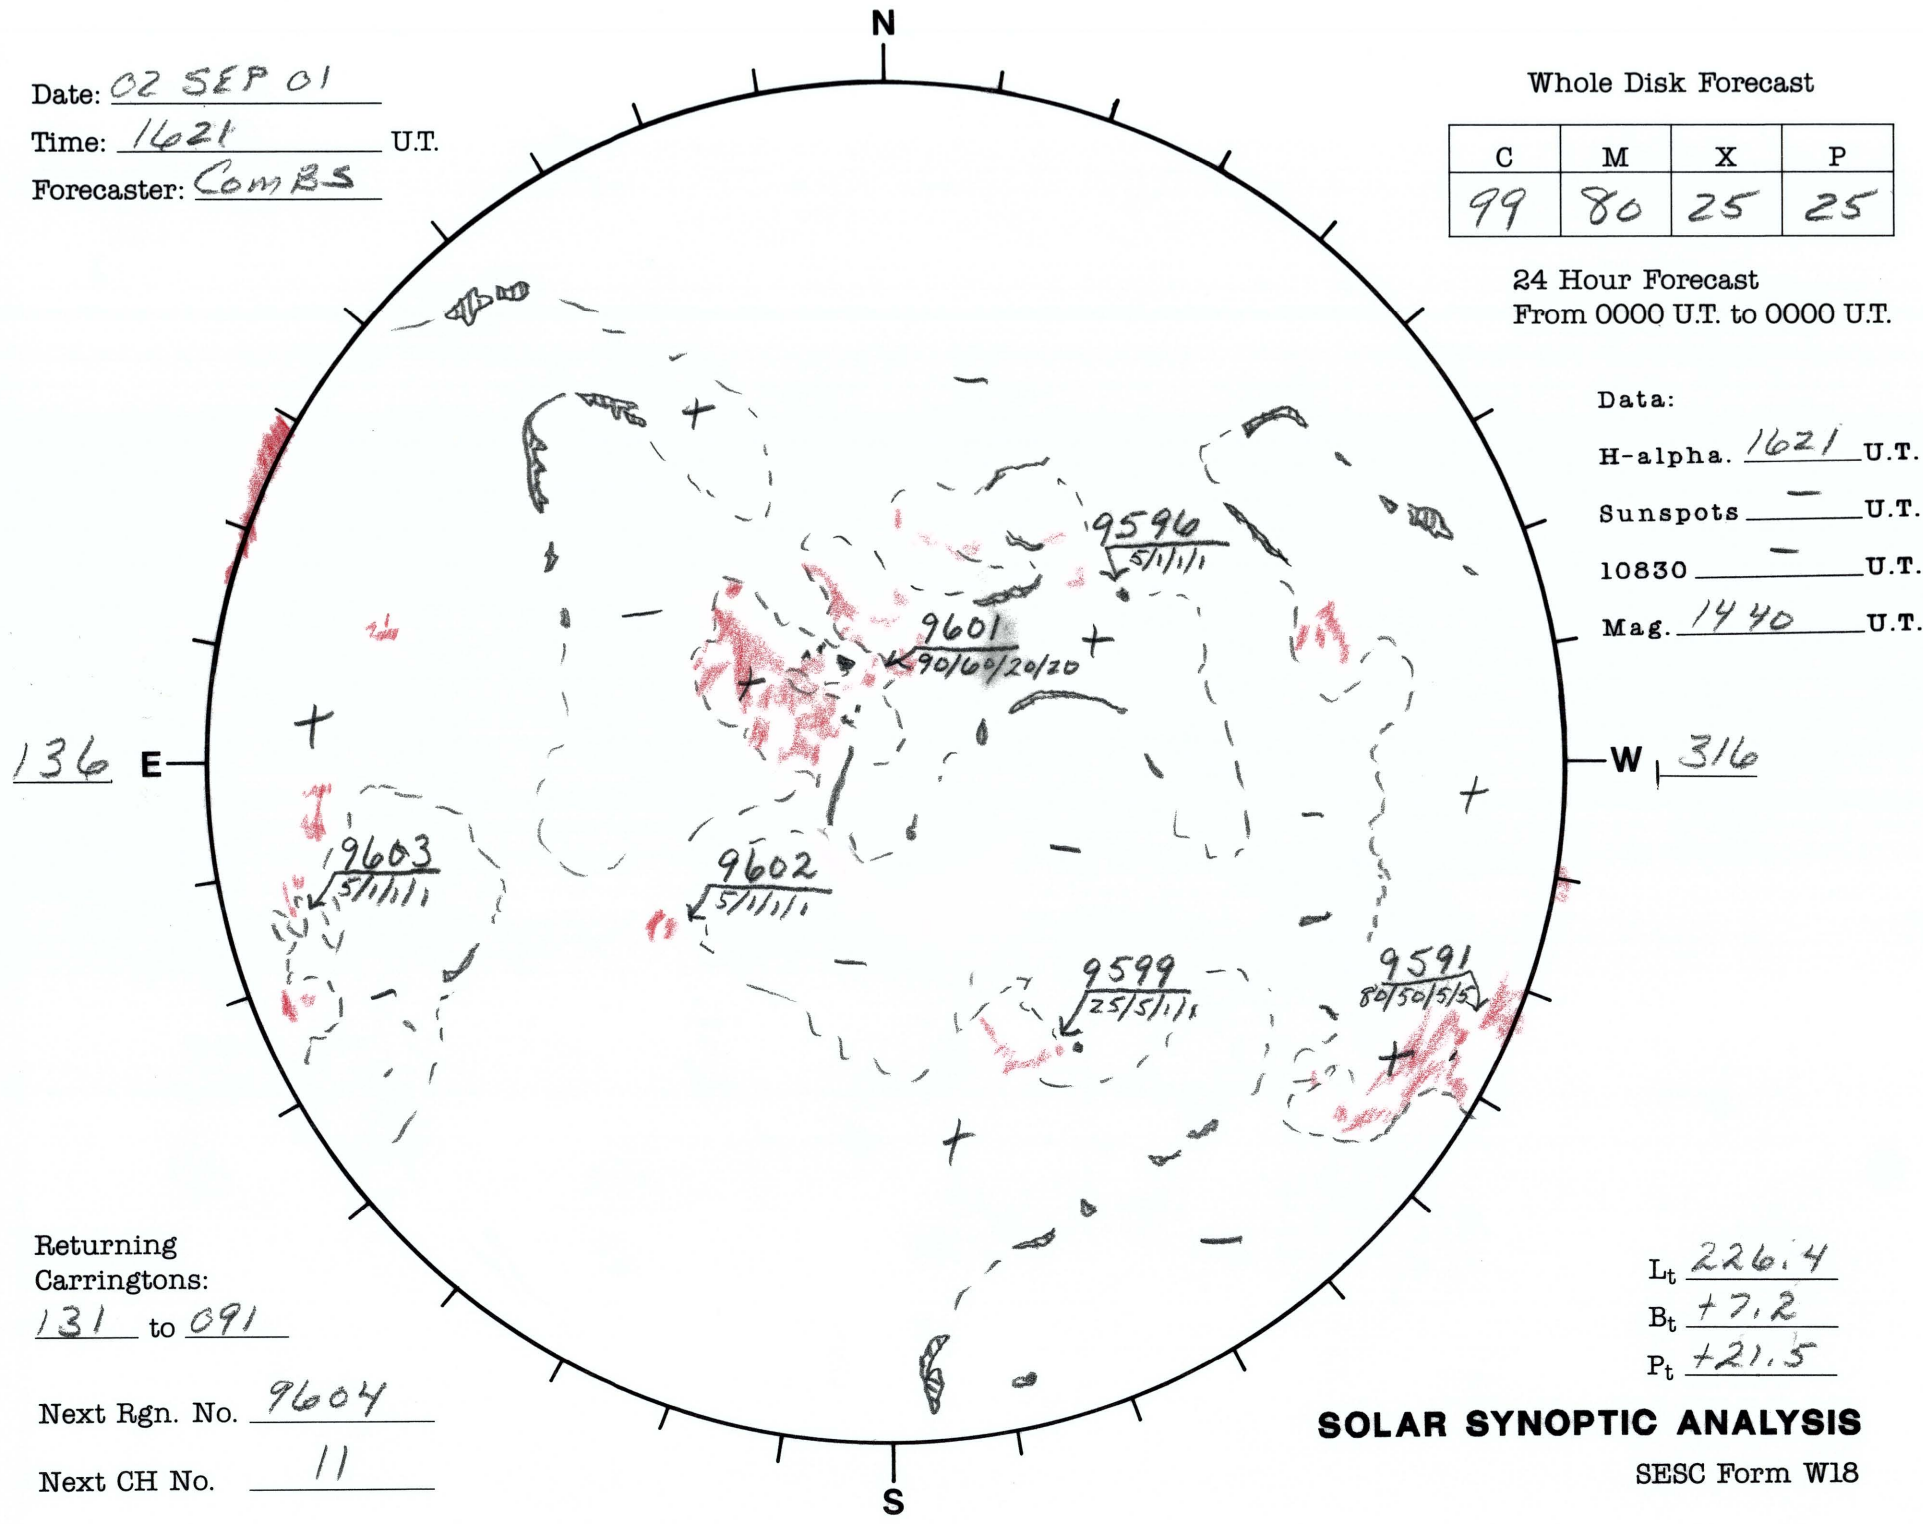 N
Date: 02 SEP 01
Time: 1621 U.T.
Forecaster: ComBS
Whole Disk Forecast
C M X P
99 80 25 25
24 Hour Forecast
From 0000 U.T. to 0000 U.T.
Data:
H-alpha. 1621 U.T.
Sunspots — U.T.
10830 — U.T.
Mag. 1440 U.T.
9596
5/1/1/1
9601
90/60/20/20
136 E
W 316
9603
5/1/1/1
9602
5/1/1/1
9599
25/5/1/1
9591
80/50/5/5
Returning
Carringtons:
131 to 091
Next Rgn. No. 9604
Next CH No. 11
Lt 226.4
Bt +7.2
Pt +21.5
SOLAR SYNOPTIC ANALYSIS
SESC Form W18
S